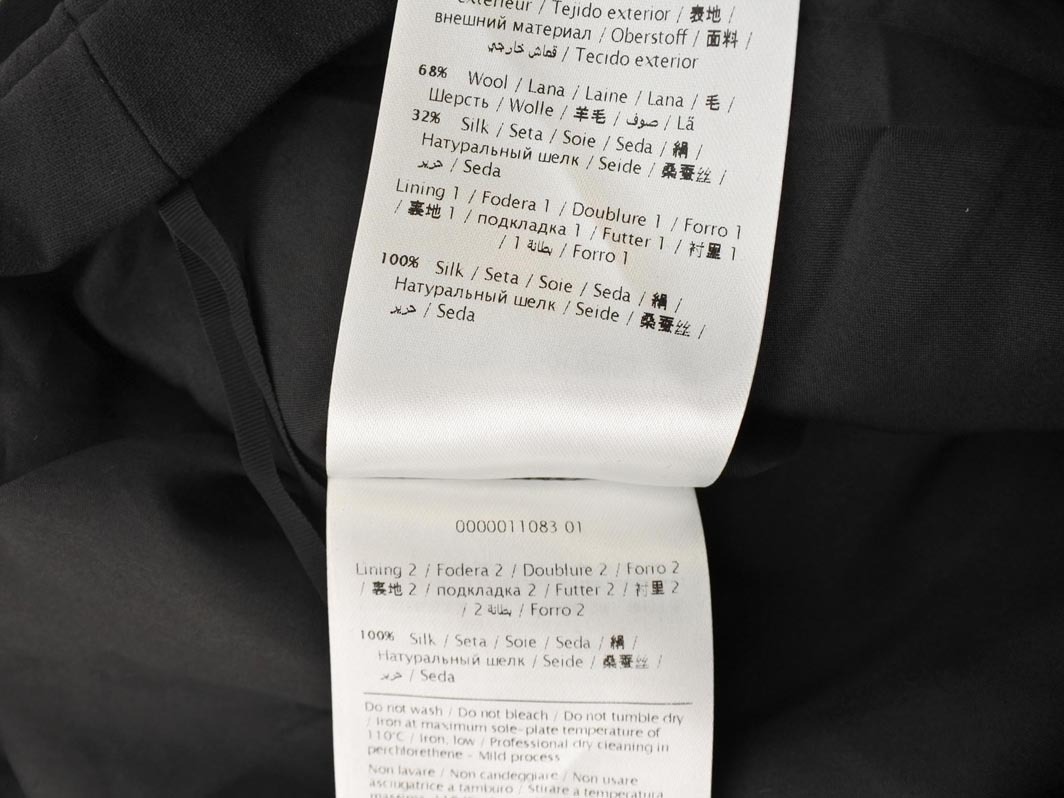 extérieur / Tejido exterior / 表地 /
внешний материал / Oberstoff / 面料 /
قماش خارجي / Tecido exterior
68% Wool / Lana / Laine / Lana / 毛 /
Шерсть / Wolle / 羊毛 / صوف / Lã
32% Silk / Seta / Soie / Seda / 絹 /
Натуральный шелк / Seide / 桑蚕丝 /
حرير / Seda
Lining 1 / Fodera 1 / Doublure 1 / Forro 1
/ 裏地 1 / подкладка 1 / Futter 1 / 衬里 1
/ بطانة 1 / Forro 1
100% Silk / Seta / Soie / Seda / 絹 /
Натуральный шелк / Seide / 桑蚕丝 /
حرير / Seda
0000011083 01
Lining 2 / Fodera 2 / Doublure 2 / Forro 2
/ 裏地 2 / подкладка 2 / Futter 2 / 衬里 2
/ بطانة 2 / Forro 2
100% Silk / Seta / Soie / Seda / 絹 /
Натуральный шелк / Seide / 桑蚕丝 /
حرير / Seda
Do not wash / Do not bleach / Do not tumble dry
/ Iron at maximum sole-plate temperature of
110°C / Iron, low / Professional dry cleaning in
perchlorethene - Mild process
Non lavare / Non candeggiare / Non usare
asciugatrice a tamburo / Stirare a temperatura